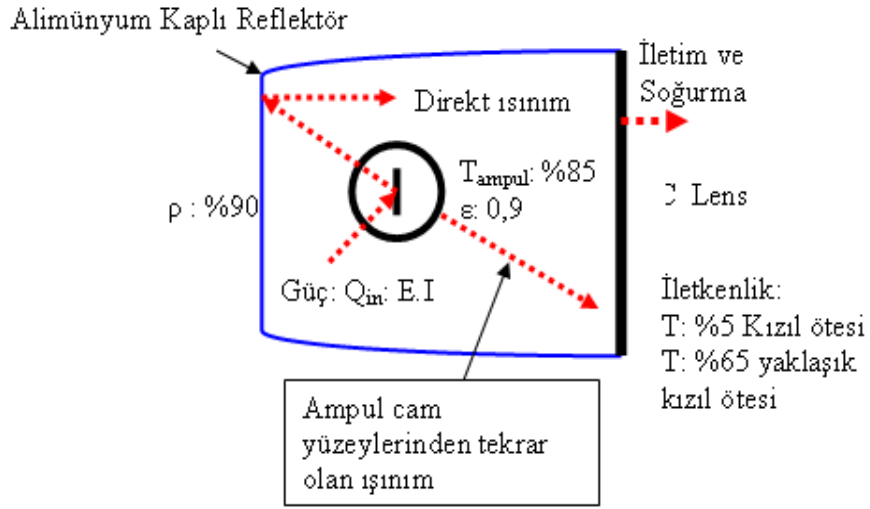 Alimünyum Kaplı Reflektör
İletim ve
Soğurma
Direkt ısınım
T_ampul: %85
ε: 0,9
ρ : %90
Lens
Güç: Q_in: E.I
İletkenlik:
T: %5 Kızıl ötesi
T: %65 yaklaşık
kızıl ötesi
Ampul cam
yüzeylerinden tekrar
olan ışınım